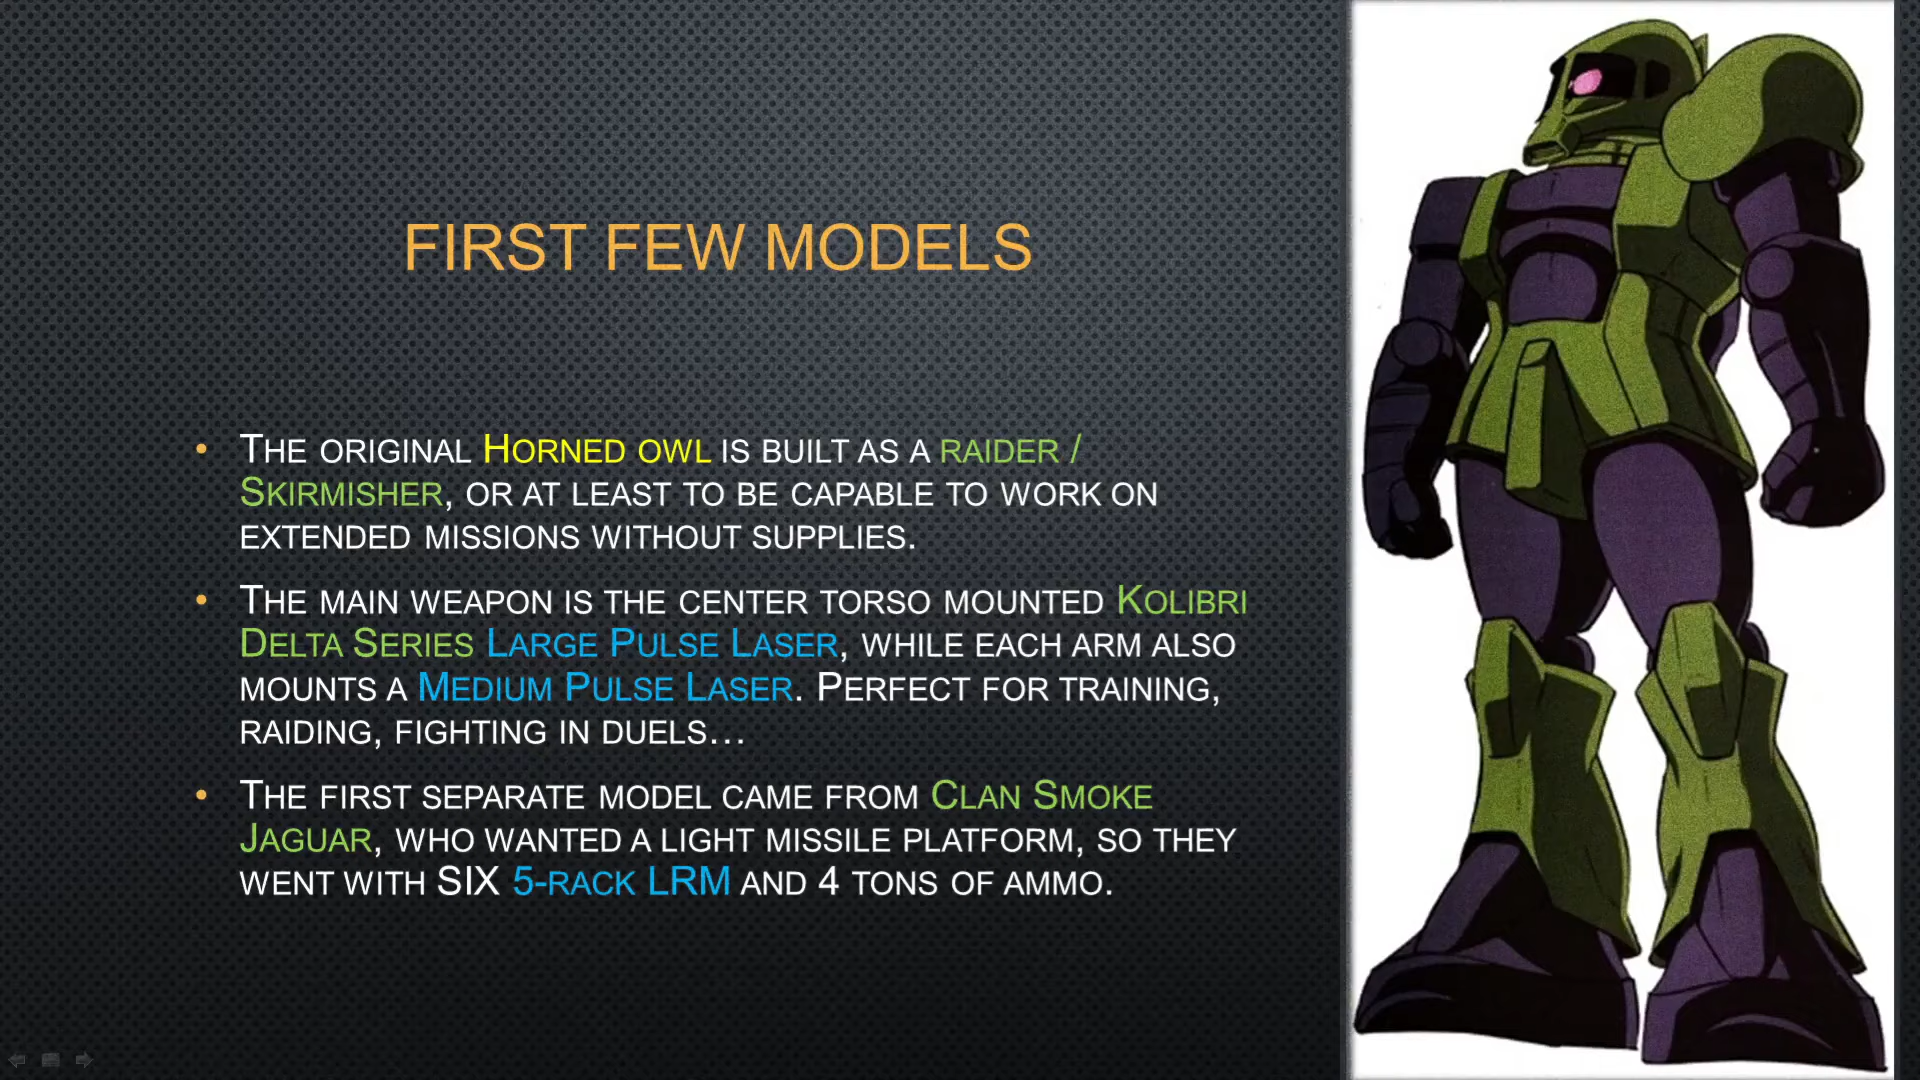 FIRST FEW MODELS
• THE ORIGINAL HORNED OWL IS BUILT AS A RAIDER /
SKIRMISHER, OR AT LEAST TO BE CAPABLE TO WORK ON
EXTENDED MISSIONS WITHOUT SUPPLIES.
• THE MAIN WEAPON IS THE CENTER TORSO MOUNTED KOLIBRI
DELTA SERIES LARGE PULSE LASER, WHILE EACH ARM ALSO
MOUNTS A MEDIUM PULSE LASER. PERFECT FOR TRAINING,
RAIDING, FIGHTING IN DUELS…
• THE FIRST SEPARATE MODEL CAME FROM CLAN SMOKE
JAGUAR, WHO WANTED A LIGHT MISSILE PLATFORM, SO THEY
WENT WITH SIX 5-RACK LRM AND 4 TONS OF AMMO.